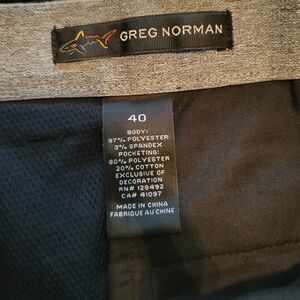 GREG NORMAN
40
BODY:
97% POLYESTER
3% SPANDEX
POCKETING:
80% POLYESTER
20% COTTON
EXCLUSIVE OF
DECORATION
RN# 128492
CA# 41097
MADE IN CHINA
FABRIQUE AU CHINE